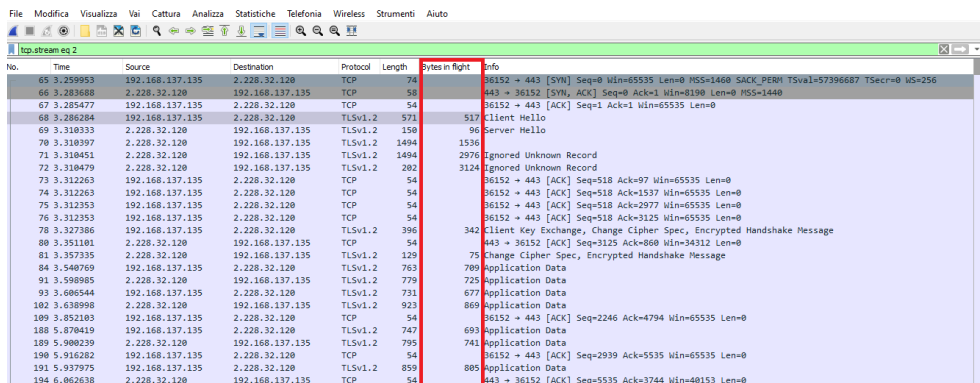 File Modifica Visualizza Vai Cattura Analizza Statistiche Telefonia Wireless Strumenti Aiuto
tcp.stream eq 2
No. Time Source Destination Protocol Length Bytes in flight Info
65 3.259953 192.168.137.135 2.228.32.120 TCP 74 36152 → 443 [SYN] Seq=0 Win=65535 Len=0 MSS=1460 SACK_PERM TSval=57396687 TSecr=0 WS=256
66 3.283688 2.228.32.120 192.168.137.135 TCP 58 443 → 36152 [SYN, ACK] Seq=0 Ack=1 Win=8190 Len=0 MSS=1440
67 3.285477 192.168.137.135 2.228.32.120 TCP 54 36152 → 443 [ACK] Seq=1 Ack=1 Win=65535 Len=0
68 3.286284 192.168.137.135 2.228.32.120 TLSv1.2 571 517 Client Hello
69 3.310333 2.228.32.120 192.168.137.135 TLSv1.2 150 96 Server Hello
70 3.310397 2.228.32.120 192.168.137.135 TLSv1.2 1494 1536
71 3.310451 2.228.32.120 192.168.137.135 TLSv1.2 1494 2976 Ignored Unknown Record
72 3.310479 2.228.32.120 192.168.137.135 TLSv1.2 202 3124 Ignored Unknown Record
73 3.312263 192.168.137.135 2.228.32.120 TCP 54 36152 → 443 [ACK] Seq=518 Ack=97 Win=65535 Len=0
74 3.312263 192.168.137.135 2.228.32.120 TCP 54 36152 → 443 [ACK] Seq=518 Ack=1537 Win=65535 Len=0
75 3.312353 192.168.137.135 2.228.32.120 TCP 54 36152 → 443 [ACK] Seq=518 Ack=2977 Win=65535 Len=0
76 3.312353 192.168.137.135 2.228.32.120 TCP 54 36152 → 443 [ACK] Seq=518 Ack=3125 Win=65535 Len=0
78 3.327386 192.168.137.135 2.228.32.120 TLSv1.2 396 342 Client Key Exchange, Change Cipher Spec, Encrypted Handshake Message
80 3.351101 2.228.32.120 192.168.137.135 TCP 54 443 → 36152 [ACK] Seq=3125 Ack=860 Win=34312 Len=0
81 3.357335 2.228.32.120 192.168.137.135 TLSv1.2 129 75 Change Cipher Spec, Encrypted Handshake Message
84 3.540769 192.168.137.135 2.228.32.120 TLSv1.2 763 709 Application Data
91 3.598985 2.228.32.120 192.168.137.135 TLSv1.2 779 725 Application Data
93 3.606544 192.168.137.135 2.228.32.120 TLSv1.2 731 677 Application Data
102 3.638998 2.228.32.120 192.168.137.135 TLSv1.2 923 869 Application Data
109 3.852103 192.168.137.135 2.228.32.120 TCP 54 36152 → 443 [ACK] Seq=2246 Ack=4794 Win=65535 Len=0
188 5.870419 192.168.137.135 2.228.32.120 TLSv1.2 747 693 Application Data
189 5.900239 2.228.32.120 192.168.137.135 TLSv1.2 795 741 Application Data
190 5.916282 192.168.137.135 2.228.32.120 TCP 54 36152 → 443 [ACK] Seq=2939 Ack=5535 Win=65535 Len=0
191 5.937975 192.168.137.135 2.228.32.120 TLSv1.2 859 805 Application Data
194 6.062638 2.228.32.120 192.168.137.135 TCP 54 443 → 36152 [ACK] Seq=5535 Ack=3744 Win=40153 Len=0